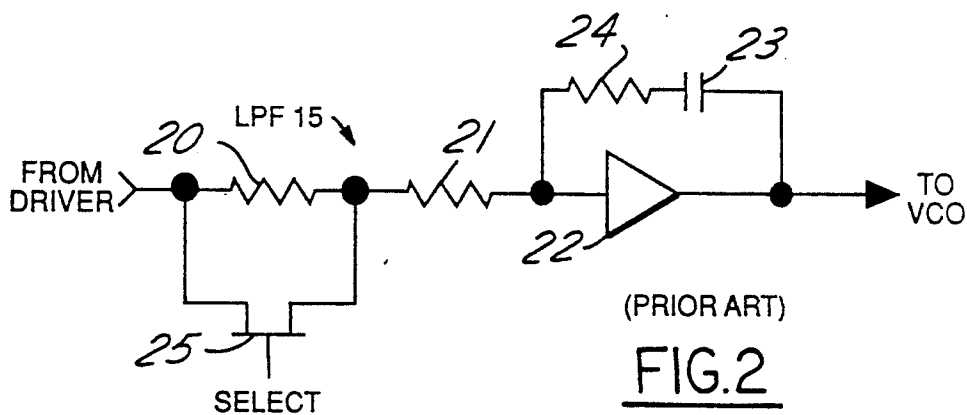 24
23
LPF 15
20
21
FROM
DRIVER
TO
VCO
22
(PRIOR ART)
25
SELECT
FIG.2